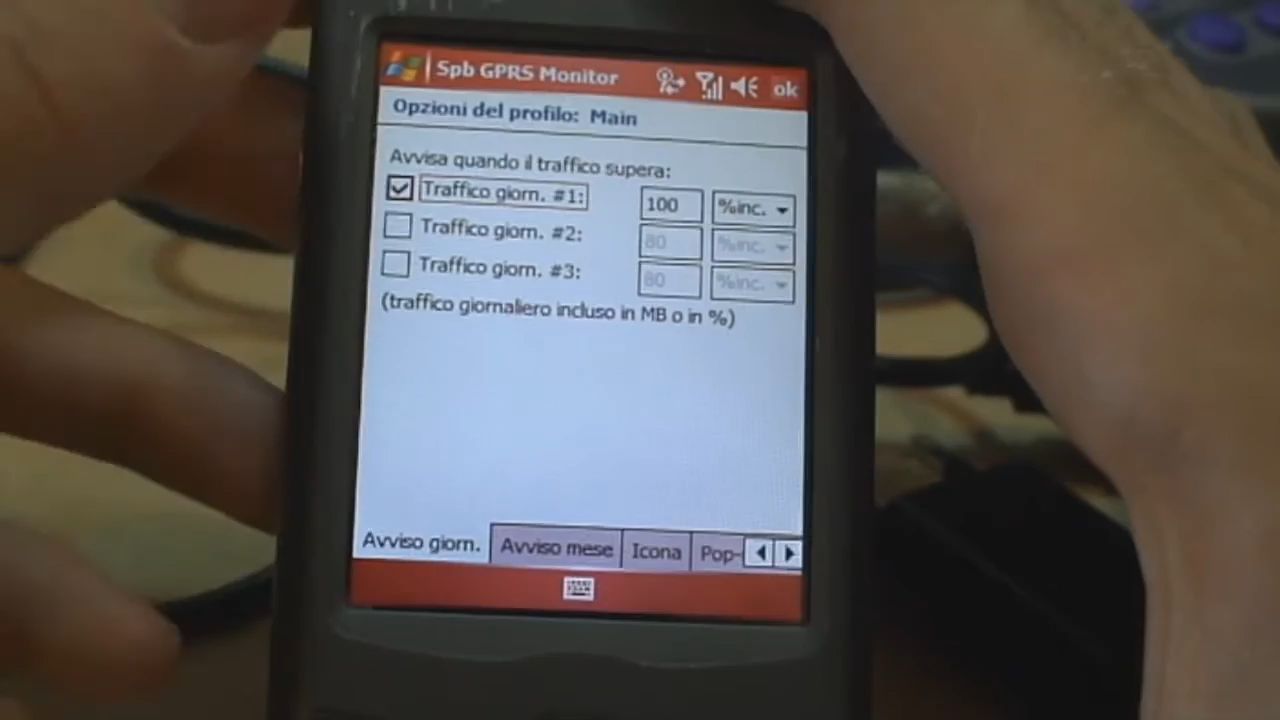 Spb GPRS Monitor ok
Opzioni del profilo: Main
Avvisa quando il traffico supera:
Traffico giorn. #1: 100 %inc.
Traffico giorn. #2: 80 %inc.
Traffico giorn. #3: 80 %inc.
(traffico giornaliero incluso in MB o in %)
Avviso giorn. Avviso mese Icona Pop-